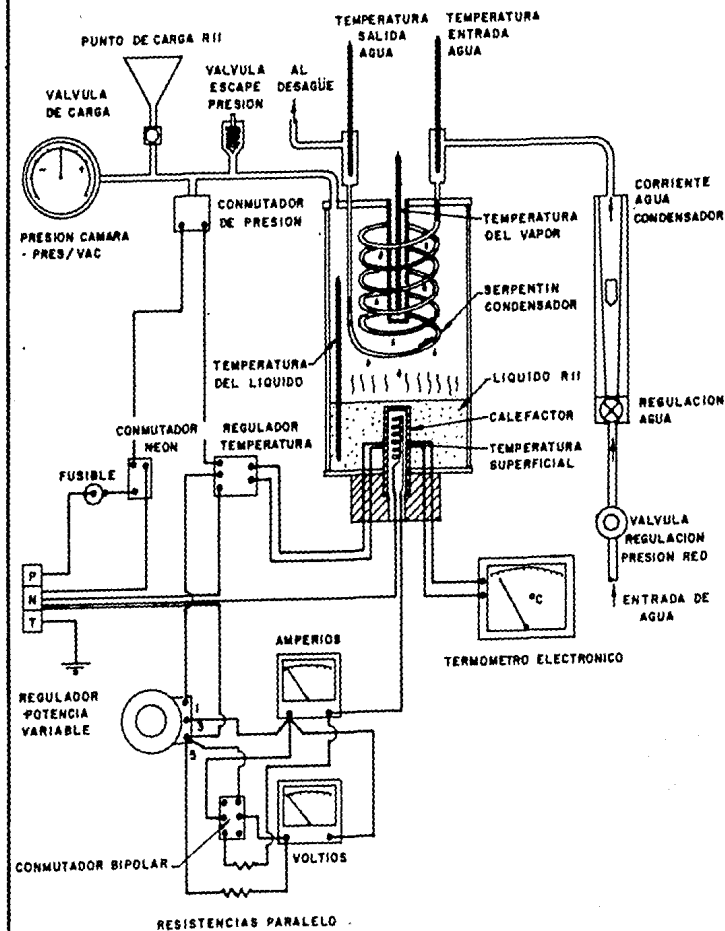 TEMPERATURA
SALIDA
AGUA
TEMPERATURA
ENTRADA
AGUA
PUNTO DE CARGA R11
VALVULA
DE CARGA
VALVULA
ESCAPE
PRESION
AL
DESAGÜE
- +
PRESION CAMARA
- PRES/VAC
CONMUTADOR
DE PRESION
TEMPERATURA
DEL VAPOR
CORRIENTE
AGUA
CONDENSADOR
SERPENTIN
CONDENSADOR
TEMPERATURA
DEL LIQUIDO
LIQUIDO R11
CALEFACTOR
TEMPERATURA
SUPERFICIAL
REGULACION
AGUA
CONMUTADOR
NEON
REGULADOR
TEMPERATURA
FUSIBLE
VALVULA
REGULACION
PRESION RED
P
N
T
°C
ENTRADA DE
AGUA
TERMOMETRO ELECTRONICO
AMPERIOS
REGULADOR
POTENCIA
VARIABLE
1
3
5
CONMUTADOR BIPOLAR
VOLTIOS
RESISTENCIAS PARALELO